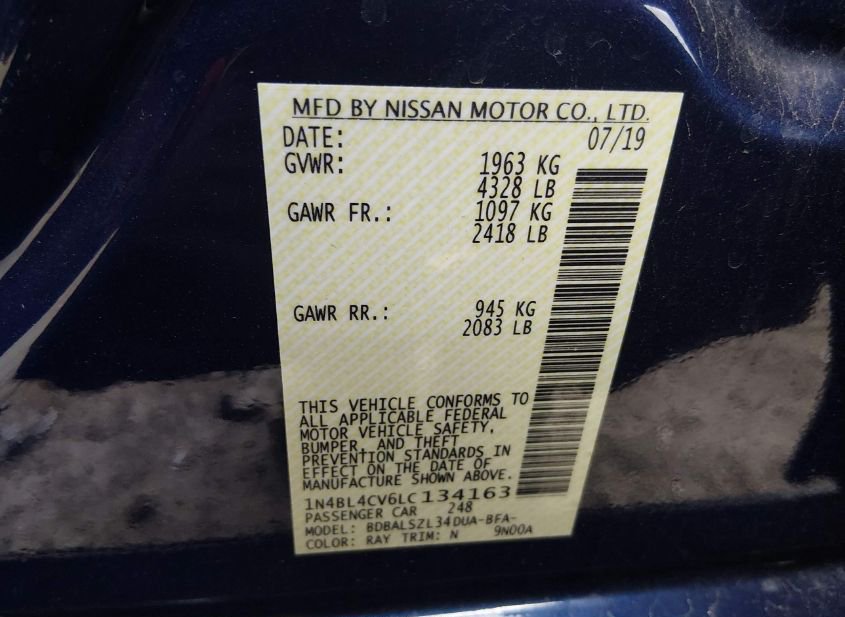 MFD BY NISSAN MOTOR CO., LTD.
DATE: 07/19
GVWR: 1963 KG
4328 LB
GAWR FR.: 1097 KG
2418 LB
GAWR RR.: 945 KG
2083 LB
THIS VEHICLE CONFORMS TO
ALL APPLICABLE FEDERAL
MOTOR VEHICLE SAFETY,
BUMPER, AND THEFT
PREVENTION STANDARDS IN
EFFECT ON THE DATE OF
MANUFACTURE SHOWN ABOVE.
1N4BL4CV6LC134163
PASSENGER CAR 248
MODEL: BDBALSZL34DUA-BFA-
COLOR: RAY TRIM: N 9N00A